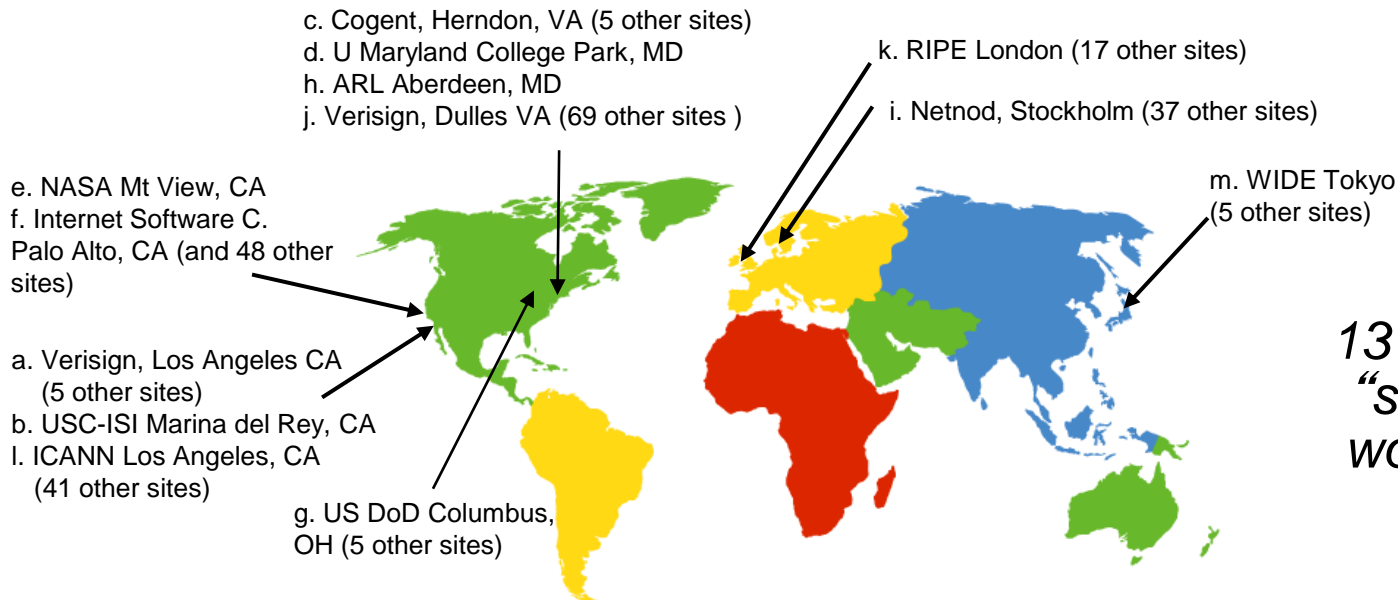 c. Cogent, Herndon, VA (5 other sites)
d. U Maryland College Park, MD
h. ARL Aberdeen, MD
j. Verisign, Dulles VA (69 other sites )
k. RIPE London (17 other sites)
i. Netnod, Stockholm (37 other sites)
e. NASA Mt View, CA
f. Internet Software C.
Palo Alto, CA (and 48 other
sites)
m. WIDE Tokyo
(5 other sites)
a. Verisign, Los Angeles CA
(5 other sites)
b. USC-ISI Marina del Rey, CA
l. ICANN Los Angeles, CA
(41 other sites)
g. US DoD Columbus,
OH (5 other sites)
13